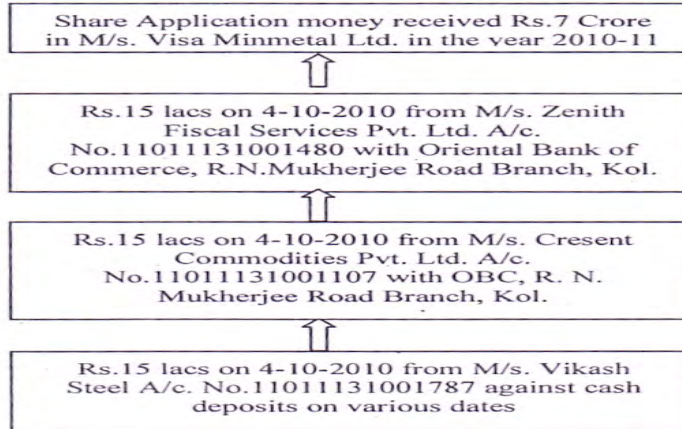 Share Application money received Rs.7 Crore
in M/s. Visa Minmetal Ltd. in the year 2010-11
Rs.15 lacs on 4-10-2010 from M/s. Zenith
Fiscal Services Pvt. Ltd. A/c.
No.11011131001480 with Oriental Bank of
Commerce, R.N.Mukherjee Road Branch, Kol.
Rs.15 lacs on 4-10-2010 from M/s. Cresent
Commodities Pvt. Ltd. A/c.
No.11011131001107 with OBC, R. N.
Mukherjee Road Branch, Kol.
Rs.15 lacs on 4-10-2010 from M/s. Vikash
Steel A/c. No.11011131001787 against cash
deposits on various dates